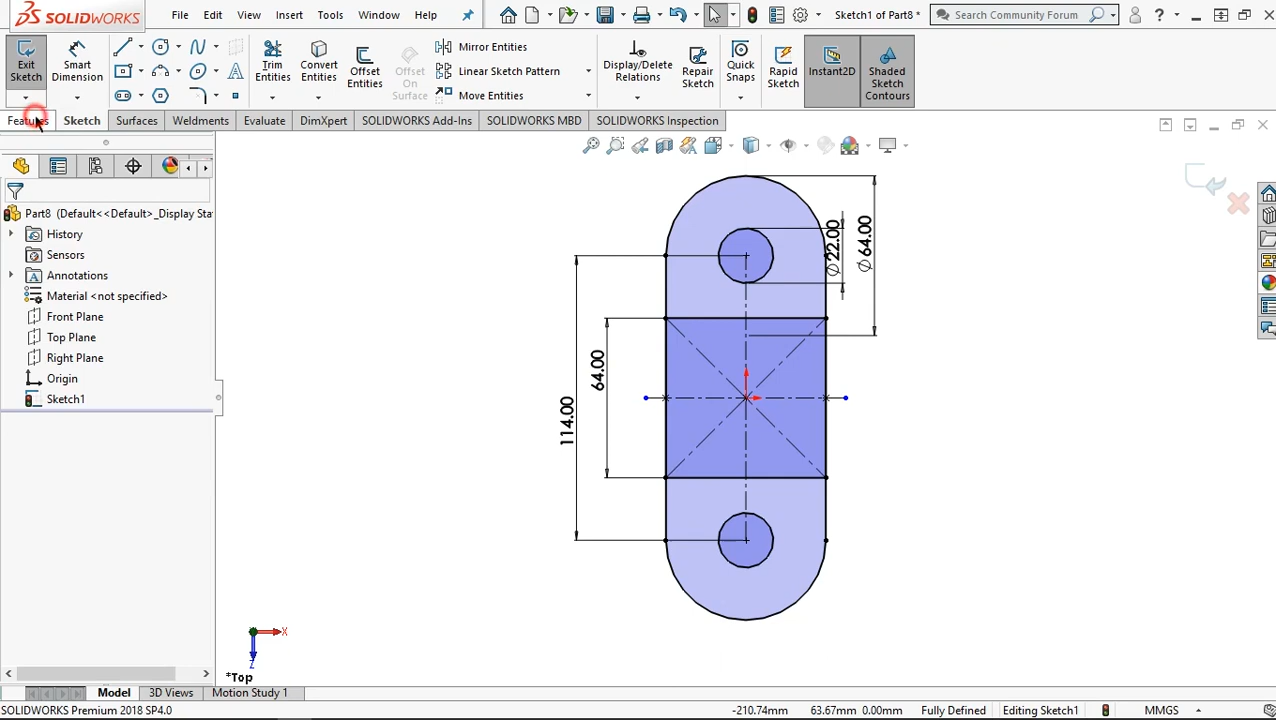 SOLIDWORKS File Edit View Insert Tools Window Help Sketch1 of Part8 * Search Community Forum ?
Exit Sketch
Smart Dimension
Trim Entities
Convert Entities
Offset Entities
Offset On Surface
Mirror Entities
Linear Sketch Pattern
Move Entities
Display/Delete Relations
Repair Sketch
Quick Snaps
Rapid Sketch
Instant2D
Shaded Sketch Contours
Features Sketch Surfaces Weldments Evaluate DimXpert SOLIDWORKS Add-Ins SOLIDWORKS MBD SOLIDWORKS Inspection
Part8 (Default<<Default>_Display Sta
History
Sensors
Annotations
Material <not specified>
Front Plane
Top Plane
Right Plane
Origin
Sketch1
Ø22.00
Ø64.00
64.00
114.00
X
Z
*Top
Model 3D Views Motion Study 1
SOLIDWORKS Premium 2018 SP4.0 -210.74mm 63.67mm 0.00mm Fully Defined Editing Sketch1 MMGS